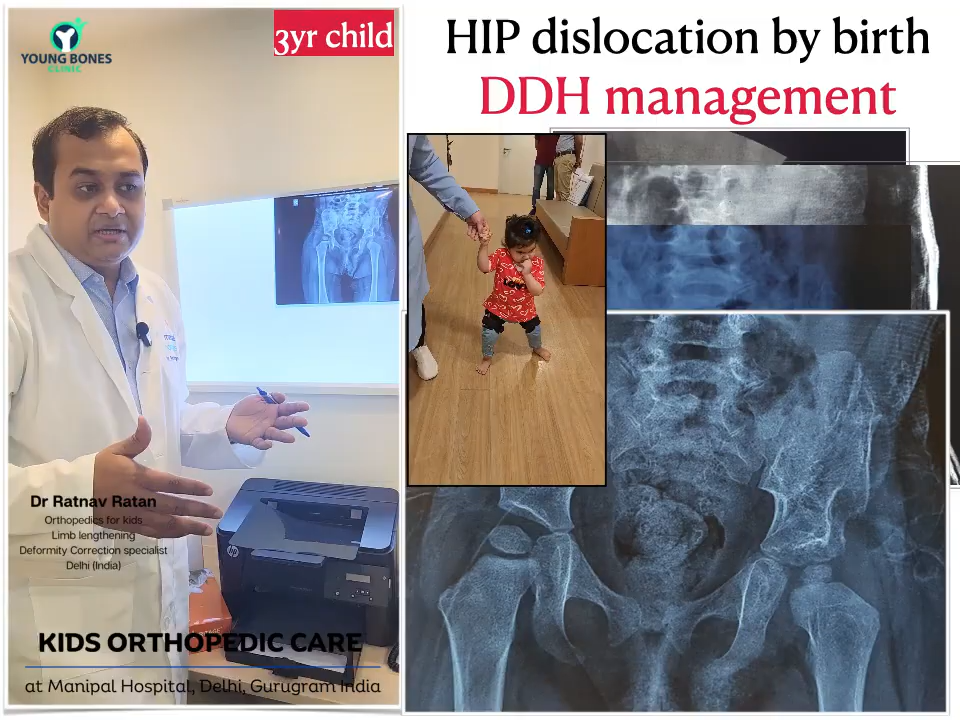 YOUNG BONES
CLINIC
3yr child
HIP dislocation by birth
DDH management
Dr Ratnav Ratan
Orthopedics for kids
Limb lengthening
Deformity Correction specialist
Delhi (India)
hp
KIDS ORTHOPEDIC CARE
at Manipal Hospital, Delhi, Gurugram India